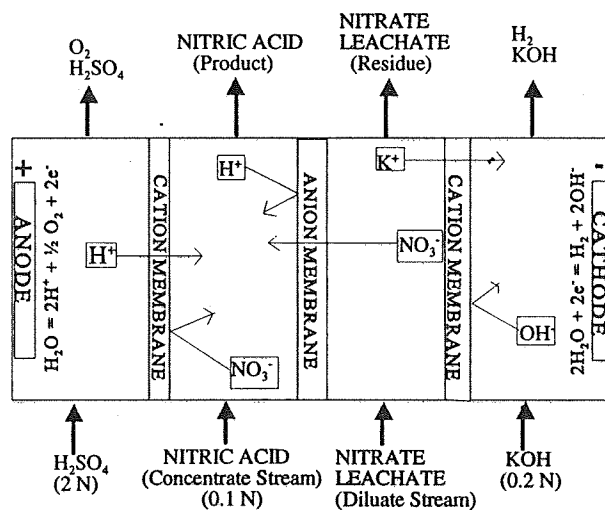 O2
H2SO4
NITRIC ACID
(Product)
NITRATE
LEACHATE
(Residue)
H2
KOH
+
ANODE
H2O = 2H+ + ½ O2 + 2e-
H+
CATION MEMBRANE
H+
NO3-
ANION MEMBRANE
K+
NO3-
CATION MEMBRANE
OH-
2H2O + 2e- = H2 + 2OH-
-
CATHODE
H2SO4
(2 N)
NITRIC ACID
(Concentrate Stream)
(0.1 N)
NITRATE
LEACHATE
(Diluate Stream)
KOH
(0.2 N)